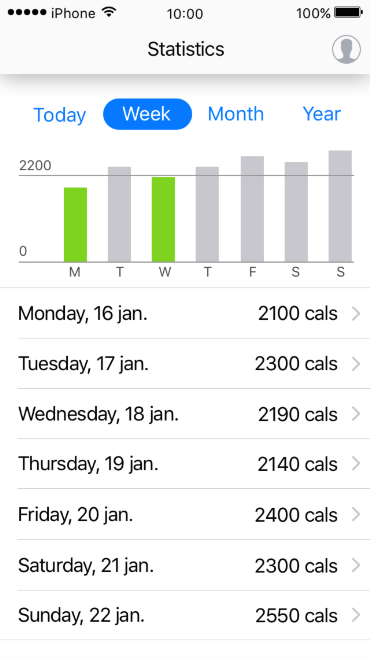 iPhone 10:00 100%
Statistics
Today Week Month Year
2200
0
M T W T F S S
Monday, 16 jan. 2100 cals
Tuesday, 17 jan. 2300 cals
Wednesday, 18 jan. 2190 cals
Thursday, 19 jan. 2140 cals
Friday, 20 jan. 2400 cals
Saturday, 21 jan. 2300 cals
Sunday, 22 jan. 2550 cals